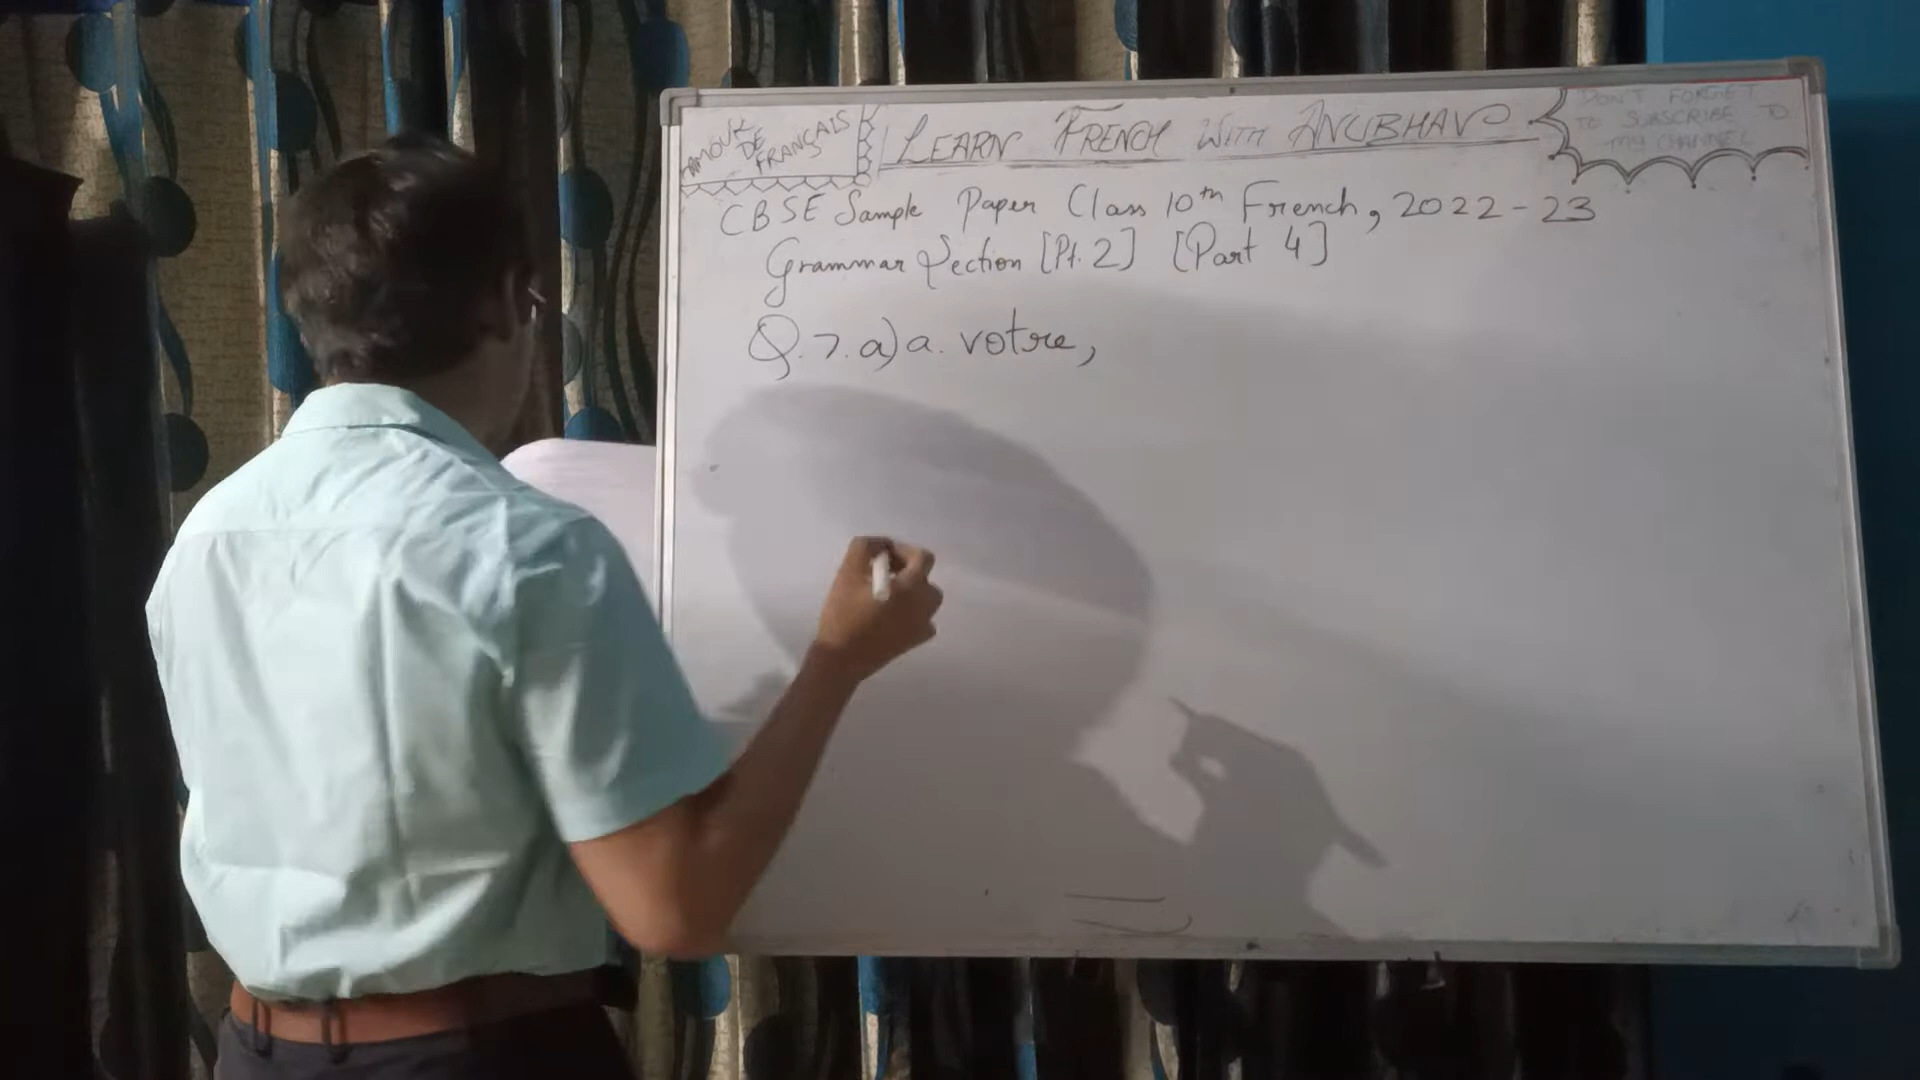 AMOUR
DE
FRANÇAIS
LEARN FRENCH WITH ANUBHAV
DON'T FORGET
TO SUBSCRIBE TO
MY CHANNEL
CBSE Sample Paper Class 10th French, 2022-23
Grammar Section [Pt. 2] [Part 4]
Q.7. a) a. votre,